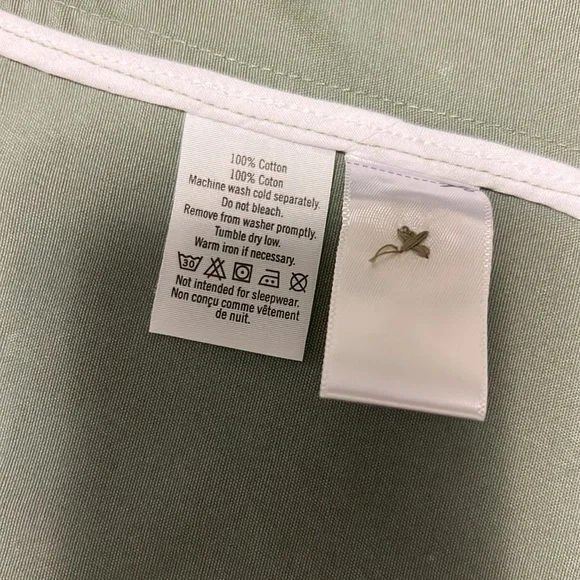 100% Cotton
100% Coton
Machine wash cold separately.
Do not bleach.
Remove from washer promptly.
Tumble dry low.
Warm iron if necessary.
30
Not intended for sleepwear.
Non conçu comme vêtement
de nuit.